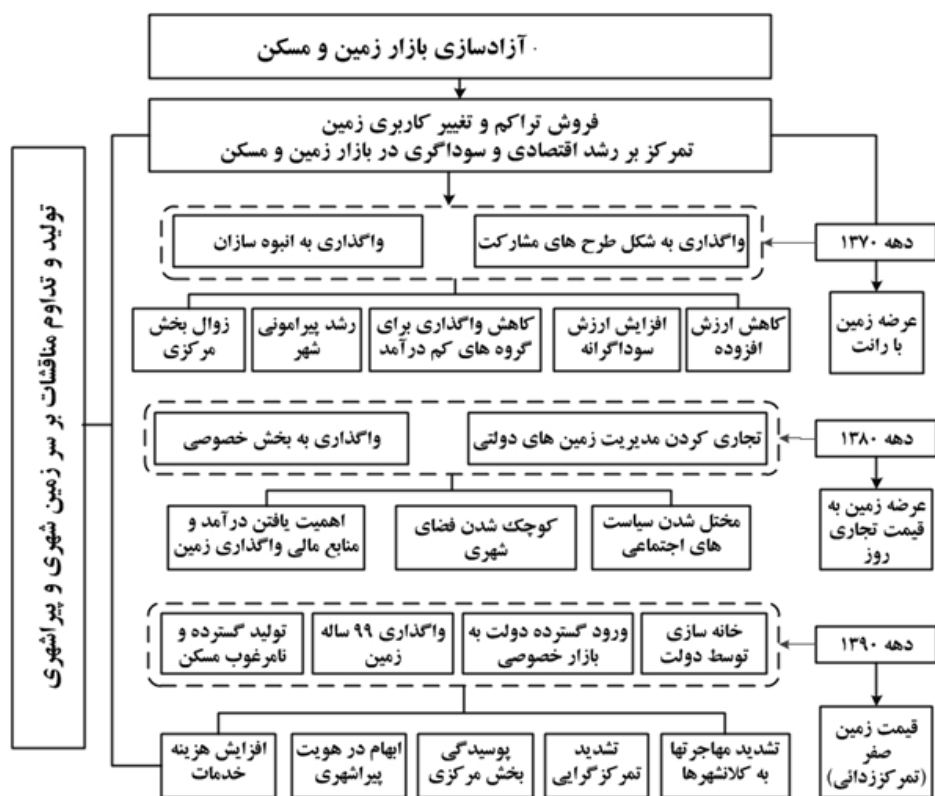 آزادسازی بازار زمین و مسکن
فروش تراکم و تغییر کاربری زمین
تمرکز بر رشد اقتصادی و سوداگری در بازار زمین و مسکن
دهه ۱۳۷۰
واگذاری به شکل طرح های مشارکت
واگذاری به انبوه سازان
عرضه زمین
با رانت
کاهش ارزش
افزوده
افزایش ارزش
سوداگرانه
کاهش واگذاری برای
گروه های کم درآمد
رشد پیرامونی
شهر
زوال بخش
مرکزی
دهه ۱۳۸۰
تجاری کردن مدیریت زمین های دولتی
واگذاری به بخش خصوصی
عرضه زمین به
قیمت تجاری
روز
مختل شدن سیاست
های اجتماعی
کوچک شدن فضای
شهری
اهمیت یافتن درآمد و
منابع مالی واگذاری زمین
دهه ۱۳۹۰
خانه سازی
توسط دولت
ورود گسترده دولت به
بازار خصوصی
واگذاری ۹۹ ساله
زمین
تولید گسترده و
نامرغوب مسکن
قیمت زمین
صفر
(تمرکززدائی)
تشدید مهاجرتها
به کلانشهرها
تشدید
تمرکزگرایی
پوسیدگی
بخش مرکزی
ابهام در هویت
پیراشهری
افزایش هزینه
خدمات
تولید و تداوم مناقشات بر سر زمین شهری و پیراشهری